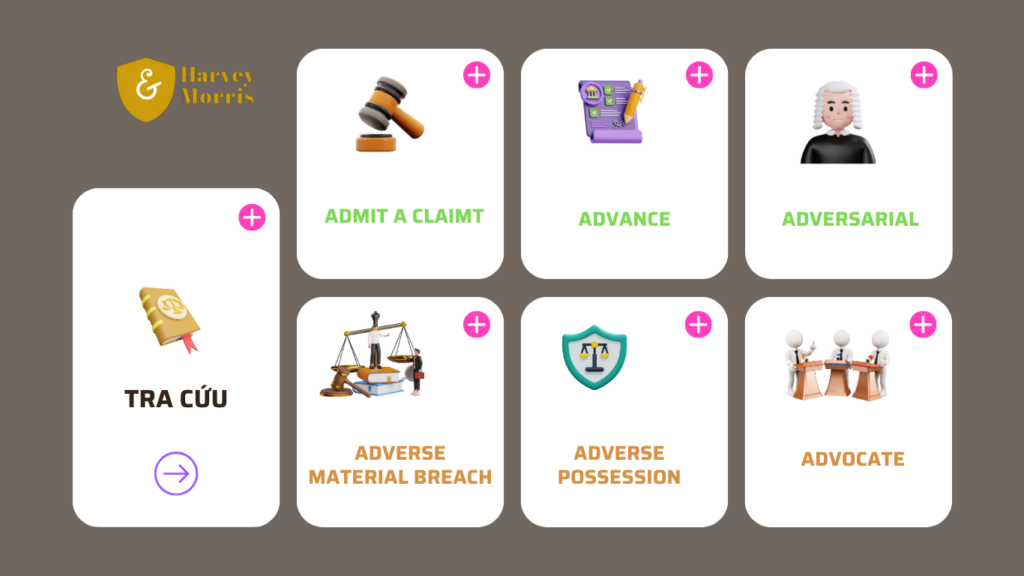 & Harvey
Morris
ADMIT A CLAIMT
ADVANCE
ADVERSARIAL
TRA CỨU
ADVERSE
MATERIAL BREACH
ADVERSE
POSSESSION
ADVOCATE